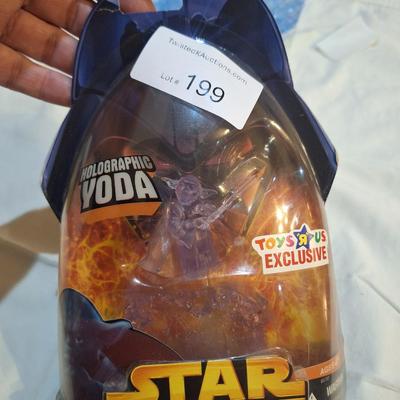 TwistedKAuctions.com
Lot # 199
HOLOGRAPHIC
YODA
TOYS R US
EXCLUSIVE
STAR